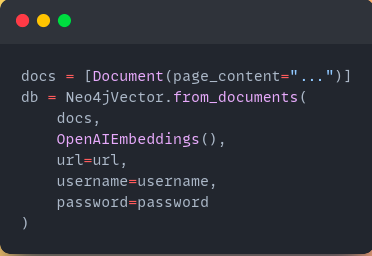 docs = [Document(page_content="...")]
db = Neo4jVector.from_documents(
    docs,
    OpenAIEmbeddings(),
    url=url,
    username=username,
    password=password
)